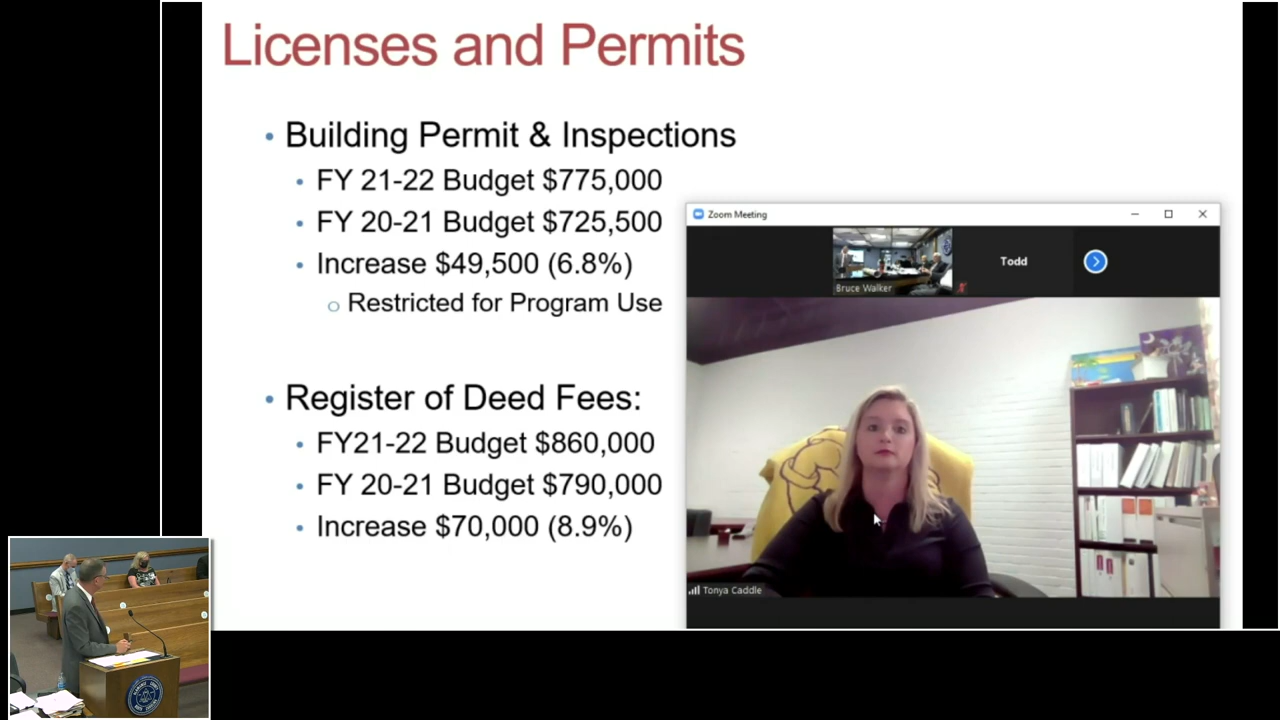 Licenses and Permits
• Building Permit & Inspections
• FY 21-22 Budget $775,000
• FY 20-21 Budget $725,500
• Increase $49,500 (6.8%)
o Restricted for Program Use
• Register of Deed Fees:
• FY21-22 Budget $860,000
• FY 20-21 Budget $790,000
• Increase $70,000 (8.9%)
Zoom Meeting
Bruce Walker
Todd
Tonya Caddle